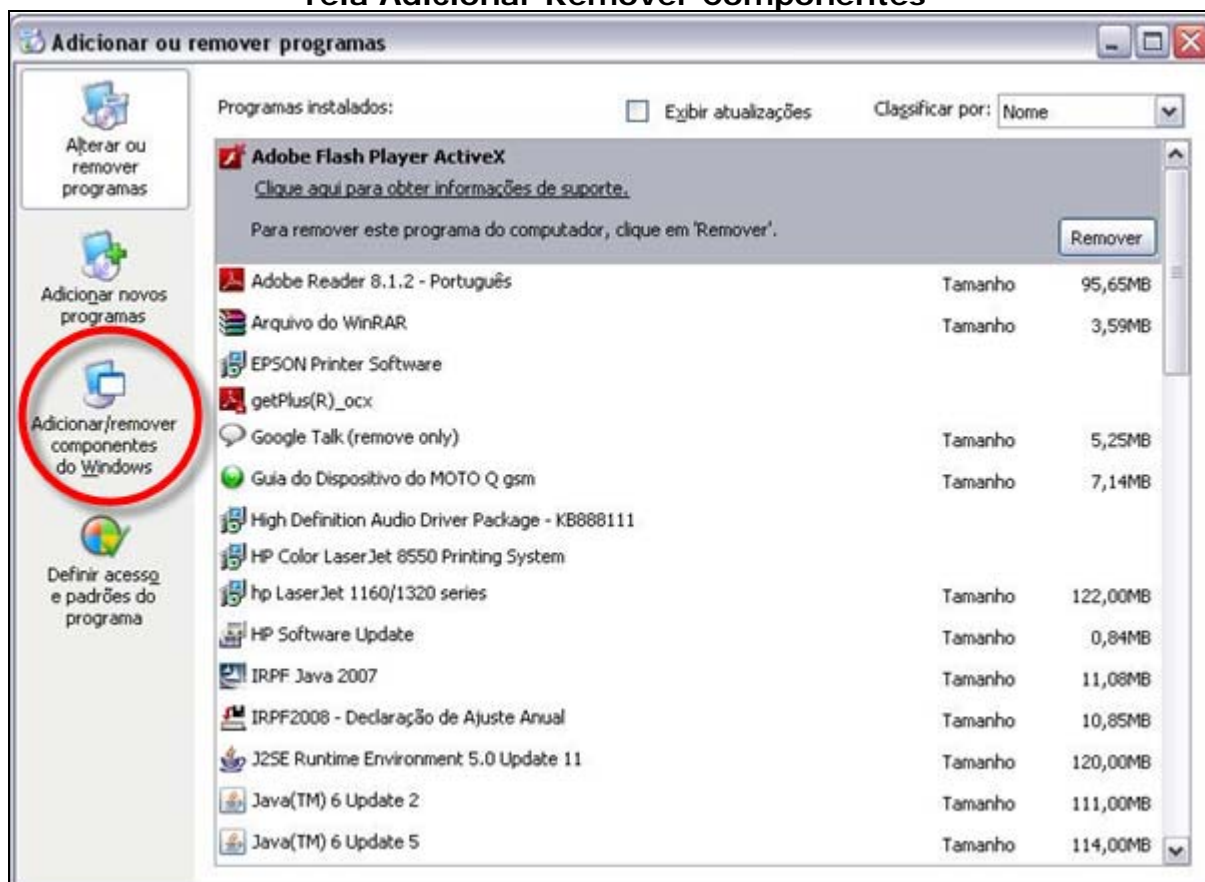 Tela Adicionar Remover Componentes
Adicionar ou remover programas
Alterar ou
remover
programas
Adicionar novos
programas
Adicionar/remover
componentes
do Windows
Definir acesso
e padrões do
programa
Programas instalados:
Exibir atualizações
Classificar por: Nome
Adobe Flash Player ActiveX
Clique aqui para obter informações de suporte.
Para remover este programa do computador, clique em 'Remover'.
Remover
Adobe Reader 8.1.2 - Português Tamanho 95,65MB
Arquivo do WinRAR Tamanho 3,59MB
EPSON Printer Software
getPlus(R)_ocx
Google Talk (remove only) Tamanho 5,25MB
Guia do Dispositivo do MOTO Q gsm Tamanho 7,14MB
High Definition Audio Driver Package - KB888111
HP Color LaserJet 8550 Printing System
hp LaserJet 1160/1320 series Tamanho 122,00MB
HP Software Update Tamanho 0,84MB
IRPF Java 2007 Tamanho 11,08MB
IRPF2008 - Declaração de Ajuste Anual Tamanho 10,85MB
J2SE Runtime Environment 5.0 Update 11 Tamanho 120,00MB
Java(TM) 6 Update 2 Tamanho 111,00MB
Java(TM) 6 Update 5 Tamanho 114,00MB